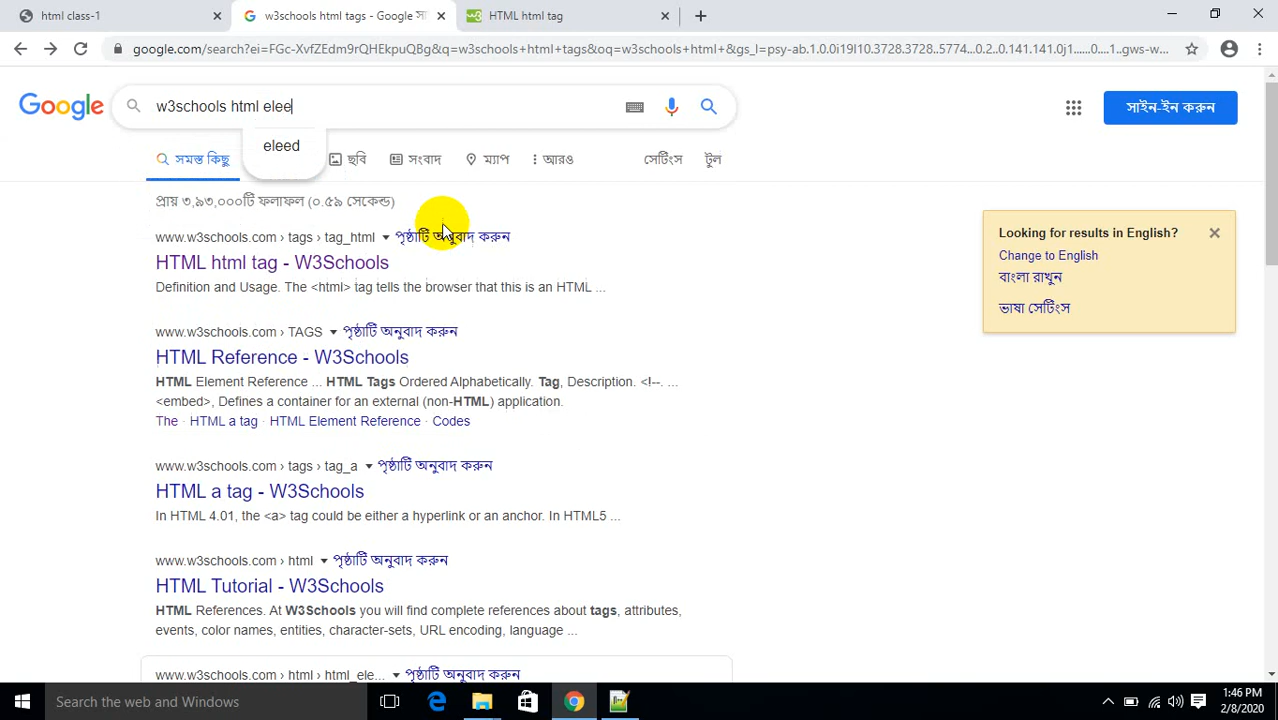 html class-1
w3schools html tags - Google সা
HTML html tag
google.com/search?ei=FGc-XvfZEdm9rQHEkpuQBg&q=w3schools+html+tags&oq=w3schools+html+&gs_l=psy-ab.1.0.0i19l10.3728.3728..5774...0.2..0.141.141.0j1......0....1..gws-w...
Google
w3schools html elee
সাইন-ইন করুন
eleed
সমস্ত কিছু
ছবি
সংবাদ
ম্যাপ
আরও
সেটিংস
টুল
প্রায় ৩,৯৩,০০০টি ফলাফল (০.৫৯ সেকেন্ড)
www.w3schools.com › tags › tag_html পৃষ্ঠাটি অনুবাদ করুন
HTML html tag - W3Schools
Definition and Usage. The <html> tag tells the browser that this is an HTML ...
Looking for results in English?
Change to English
বাংলা রাখুন
ভাষা সেটিংস
www.w3schools.com › TAGS পৃষ্ঠাটি অনুবাদ করুন
HTML Reference - W3Schools
HTML Element Reference ... HTML Tags Ordered Alphabetically. Tag, Description. <!--. ...
<embed>, Defines a container for an external (non-HTML) application.
The · HTML a tag · HTML Element Reference · Codes
www.w3schools.com › tags › tag_a পৃষ্ঠাটি অনুবাদ করুন
HTML a tag - W3Schools
In HTML 4.01, the <a> tag could be either a hyperlink or an anchor. In HTML5 ...
www.w3schools.com › html পৃষ্ঠাটি অনুবাদ করুন
HTML Tutorial - W3Schools
HTML References. At W3Schools you will find complete references about tags, attributes,
events, color names, entities, character-sets, URL encoding, language ...
www.w3schools.com › html › html_ele... পৃষ্ঠাটি অনুবাদ করুন
Search the web and Windows
1:46 PM
2/8/2020